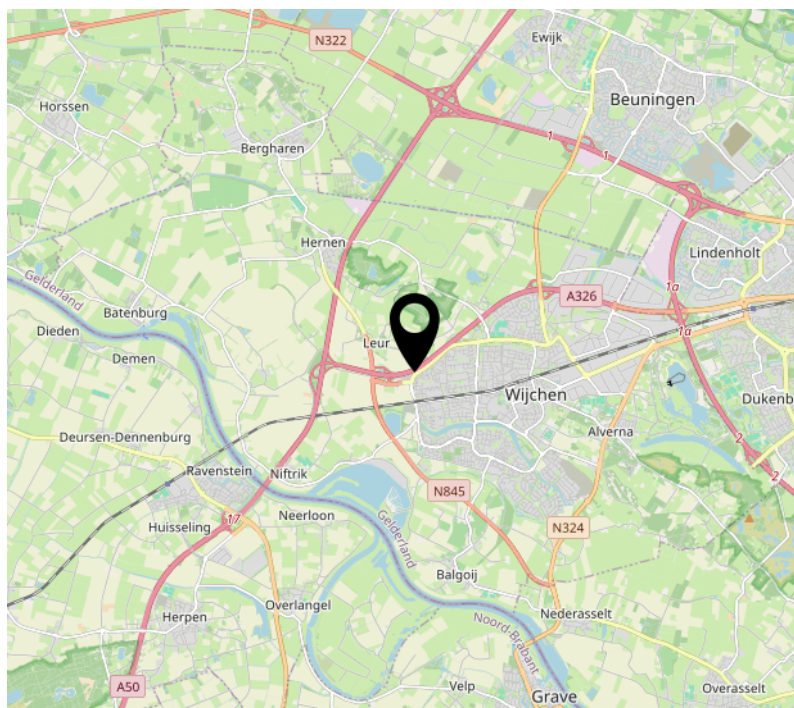 N322
Ewijk
Beuningen
Horssen
1
Bergharen
1
Hernen
Lindenholt
Gelderland
1a
A326
Batenburg
Dieden
1a
Leur
Demen
Wijchen
Dukenb
Alverna
Deursen-Dennenburg
2
Ravenstein
Niftrik
2
N845
Neerloon
17
Huisseling
Gelderland
N324
Balgoij
Overlangel
Herpen
Nederasselt
Noord-Brabant
A50
Velp
Overasselt
Grave